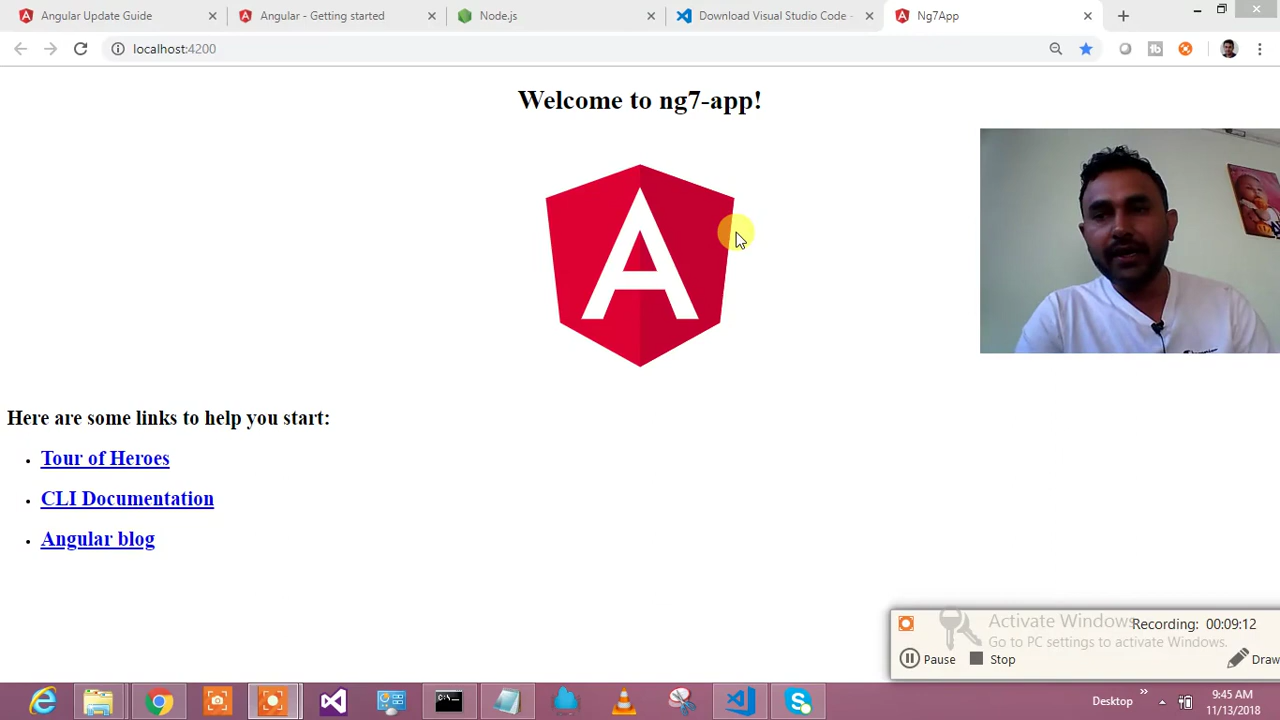 Angular Update Guide
Angular - Getting started
Node.js
Download Visual Studio Code -
Ng7App
localhost:4200
Welcome to ng7-app!
A
Here are some links to help you start:
Tour of Heroes
CLI Documentation
Angular blog
Activate Windows
Go to PC settings to activate Windows.
Recording: 00:09:12
Pause
Stop
Draw
Desktop
9:45 AM
11/13/2018